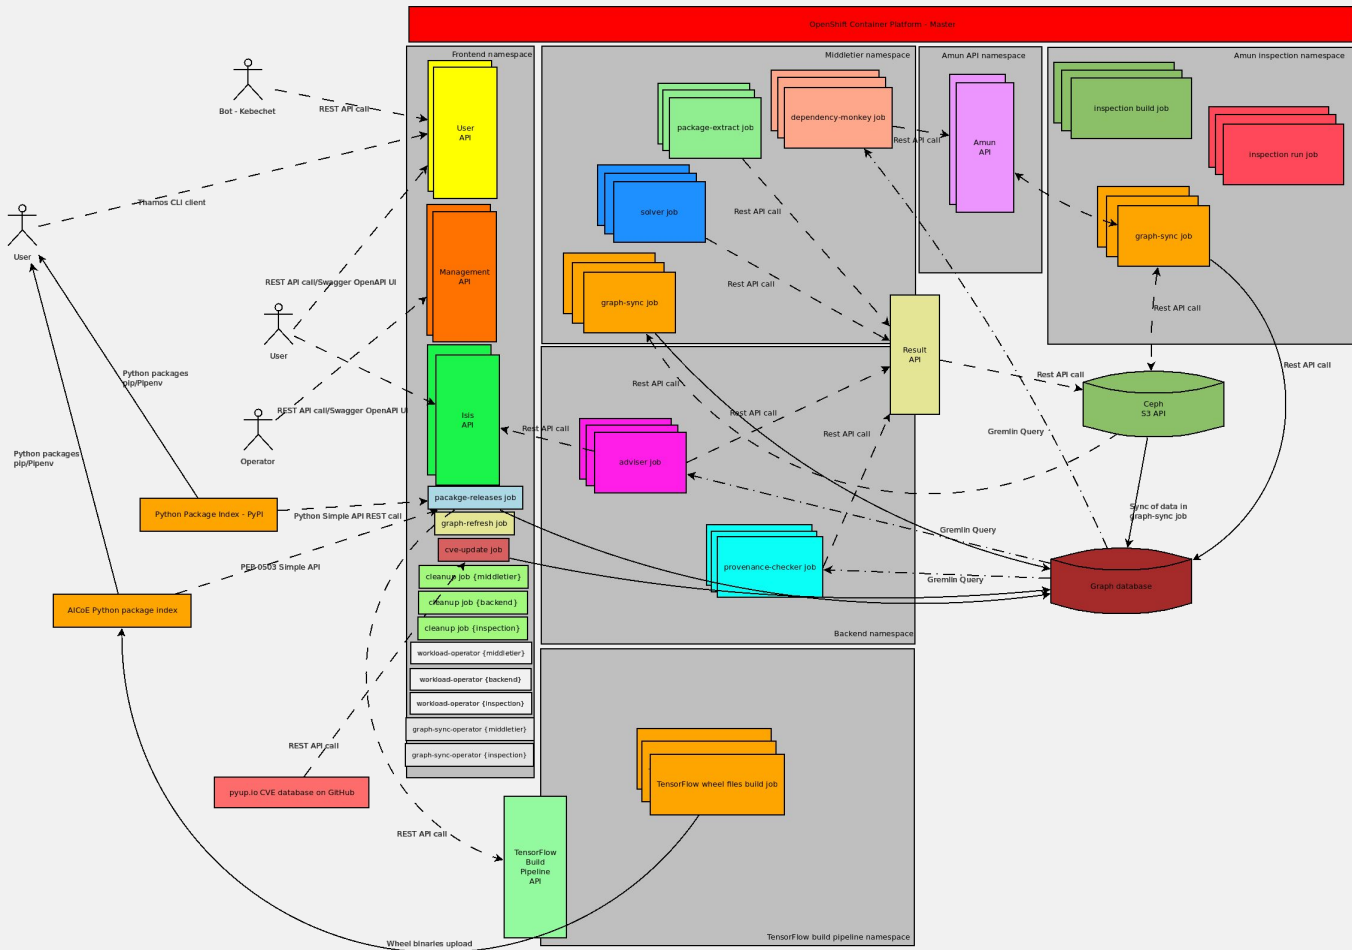 OpenShift Container Platform - Master
Frontend namespace
Middletier namespace
Amun API namespace
Amun inspection namespace
Bot - Kebechet
REST API call
User
API
package-extract job
dependency-monkey job
Rest API call
Amun
API
inspection build job
inspection run job
Thamos CLI client
User
solver job
Rest API call
graph-sync job
REST API call/Swagger OpenAPI UI
Management
API
Rest API call
graph-sync job
Rest API call
User
Result
API
Python packages
pip/Pipenv
Rest API call
Rest API call
Rest API call
REST API call/Swagger OpenAPI UI
Operator
Isis
API
Rest API call
Rest API call
Rest API call
Ceph
S3 API
Gremlin Query
Python packages
pip/Pipenv
adviser job
Python Package Index - PyPI
Python Simple API REST call
pacakge-releases job
graph-refresh job
Sync of data in
graph-sync job
Gremlin Query
cve-update job
PEP-0503 Simple API
provenance-checker job
Gremlin Query
Graph database
cleanup job {middletier}
cleanup job {backend}
cleanup job {inspection}
AICoE Python package index
Backend namespace
workload-operator {middletier}
workload-operator {backend}
workload-operator {inspection}
graph-sync-operator {middletier}
graph-sync-operator {inspection}
REST API call
pyup.io CVE database on GitHub
TensorFlow wheel files build job
REST API call
TensorFlow
Build
Pipeline
API
Wheel binaries upload
TensorFlow build pipeline namespace